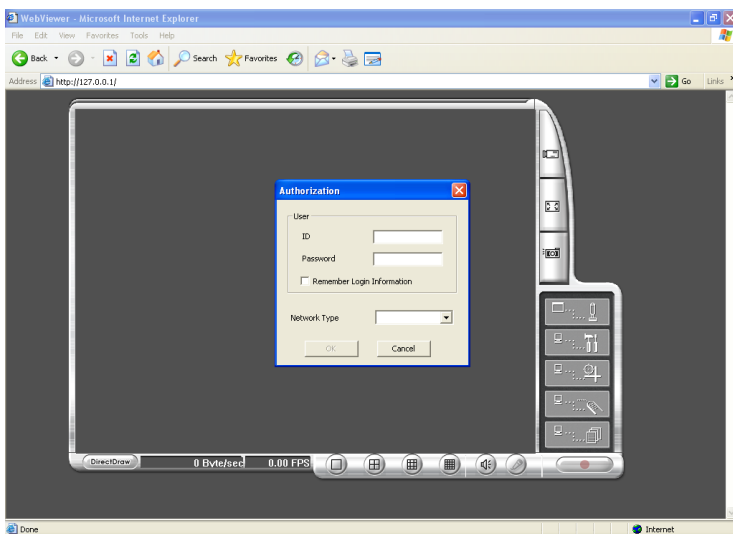 WebViewer - Microsoft Internet Explorer
File Edit View Favorites Tools Help
Back Search Favorites
Address http://127.0.0.1/ Go Links
Authorization
User
ID
Password
Remember Login Information
Network Type
OK Cancel
DirectDraw 0 Byte/sec 0.00 FPS
Done Internet